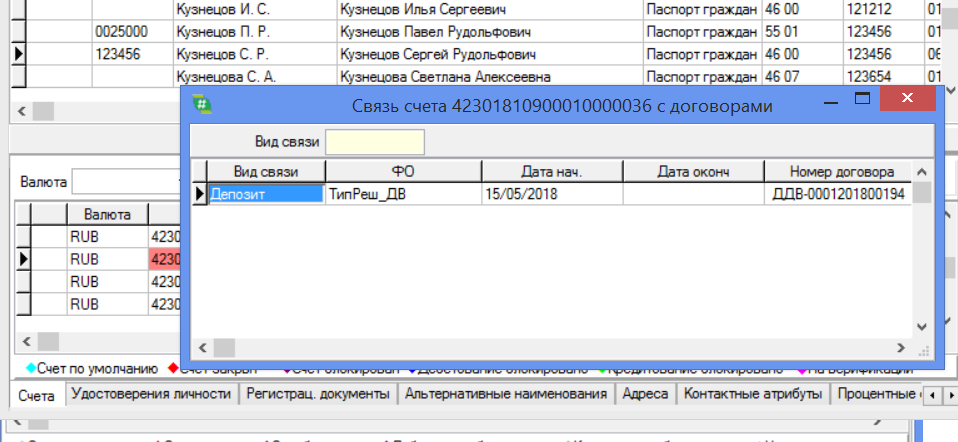 Кузнецов И. С. Кузнецов Илья Сергеевич Паспорт граждан 46 00 121212 01
0025000 Кузнецов П. Р. Кузнецов Павел Рудольфович Паспорт граждан 55 01 123456 01
123456 Кузнецов С. Р. Кузнецов Сергей Рудольфович Паспорт граждан 46 00 123456 06
Кузнецова С. А. Кузнецова Светлана Алексеевна Паспорт граждан 46 07 123654 01
Связь счета 42301810900010000036 с договорами
Вид связи
Вид связи ФО Дата нач. Дата оконч Номер договора
Депозит ТипРеш_ДВ 15/05/2018 ДДВ-0001201800194
Валюта
Валюта
RUB 4230
RUB 4230
RUB 4230
RUB 4230
Счет по умолчанию Счет закрыт Счет блокирован Дебетование блокировано Кредитование блокировано На верификации
Счета Удостоверения личности Регистрац. документы Альтернативные наименования Адреса Контактные атрибуты Процентные